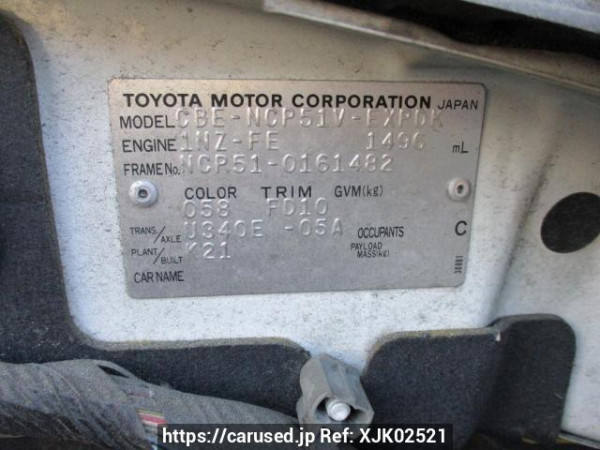 TOYOTA MOTOR CORPORATION JAPAN
MODEL CBE-NCP51V-EXPDK
ENGINE 1NZ-FE 1496 mL
FRAME No. NCP51-0161482
COLOR TRIM GVM(kg)
058 FD10
TRANS/AXLE U340E -05A OCCUPANTS C
PLANT/BUILT K21 PAYLOAD MASS(kg)
CAR NAME
https://carused.jp Ref: XJK02521